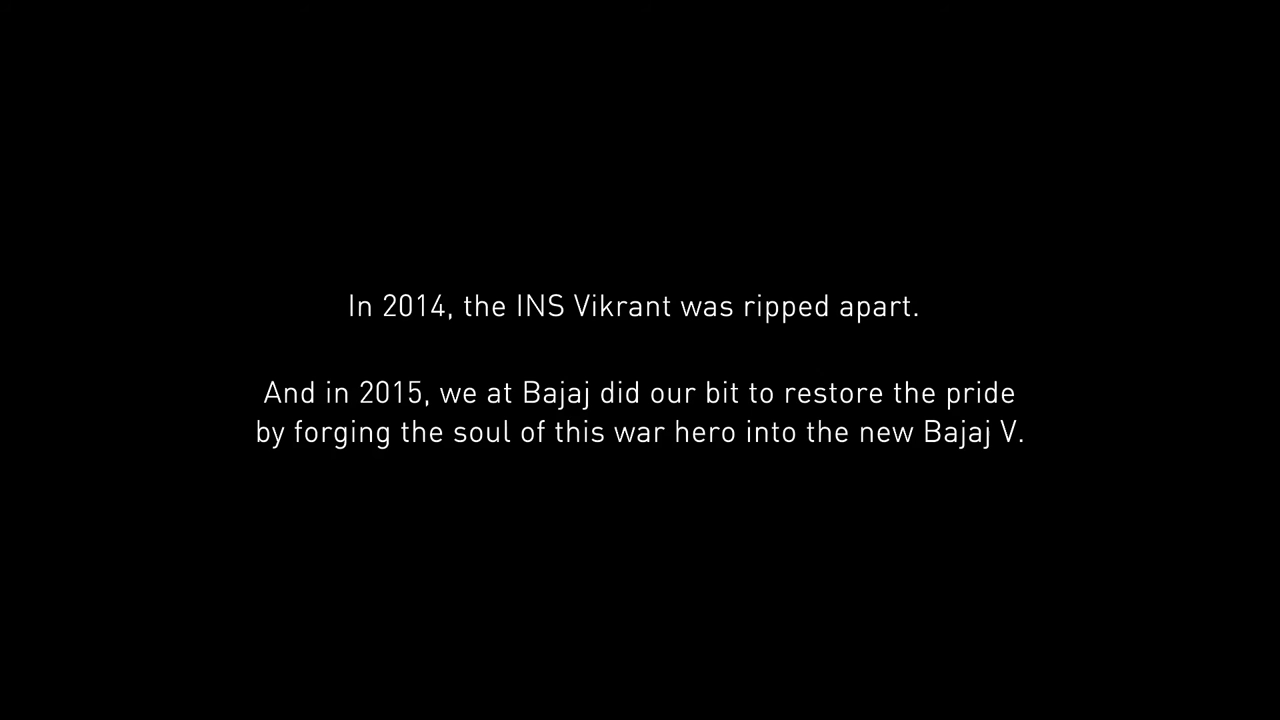 In 2014, the INS Vikrant was ripped apart.
And in 2015, we at Bajaj did our bit to restore the pride
by forging the soul of this war hero into the new Bajaj V.